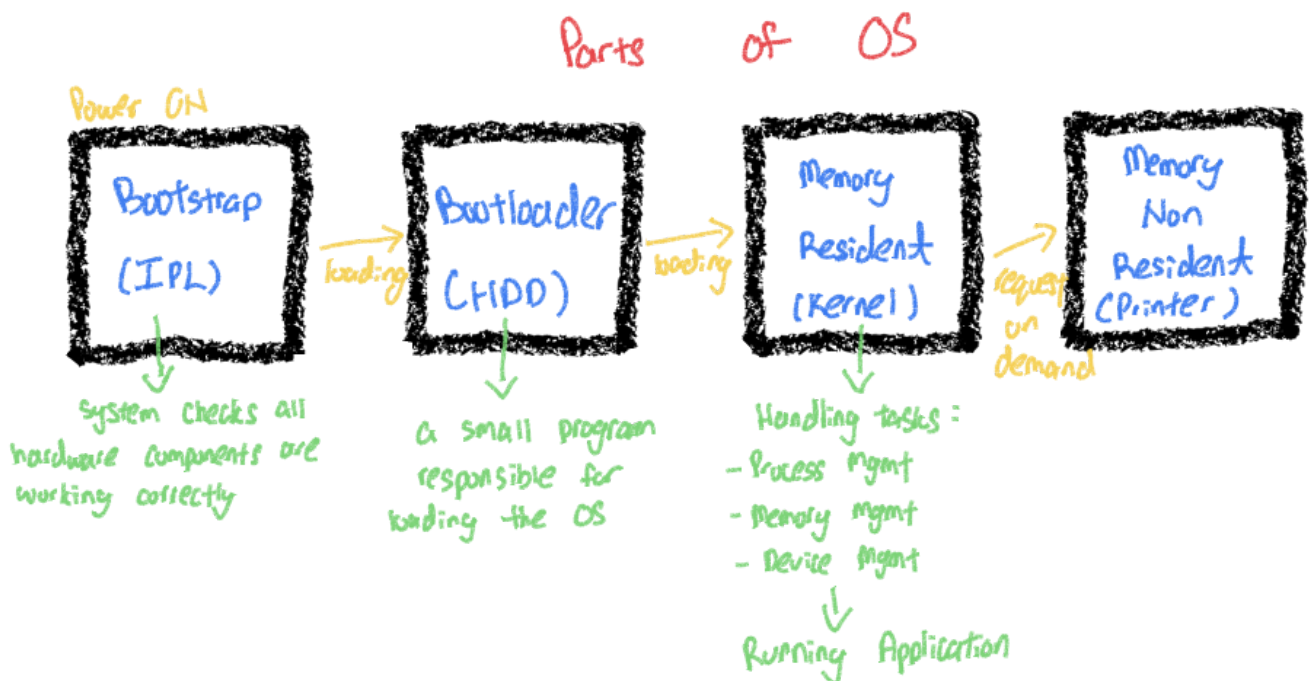 Parts of OS
Power ON
Bootstrap
(IPL)
loading
Bootloader
(HDD)
loading
Memory
Resident
(Kernel)
request
on
demand
Memory
Non
Resident
(Printer)
system checks all
hardware components are
working correctly
a small program
responsible for
loading the OS
Handling tasks:
- Process Mgmt
- Memory Mgmt
- Device Mgmt
Running Application